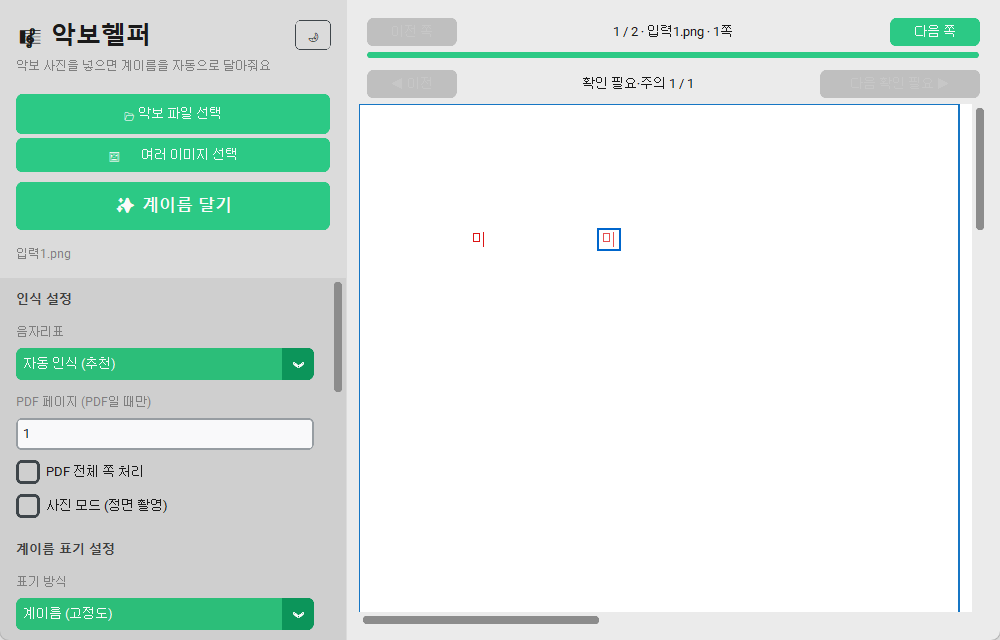 악보헬퍼
악보 사진을 넣으면 계이름을 자동으로 달아줘요
악보 파일 선택
여러 이미지 선택
계이름 달기
입력1.png
인식 설정
음자리표
자동 인식 (추천)
PDF 페이지 (PDF일 때만)
1
PDF 전체 쪽 처리
사진 모드 (정면 촬영)
계이름 표기 설정
표기 방식
계이름 (고정도)
이전 쪽
1 / 2 · 입력1.png · 1쪽
다음 쪽
◀ 이전
확인 필요·주의 1 / 1
다음 확인 필요 ▶
미 미